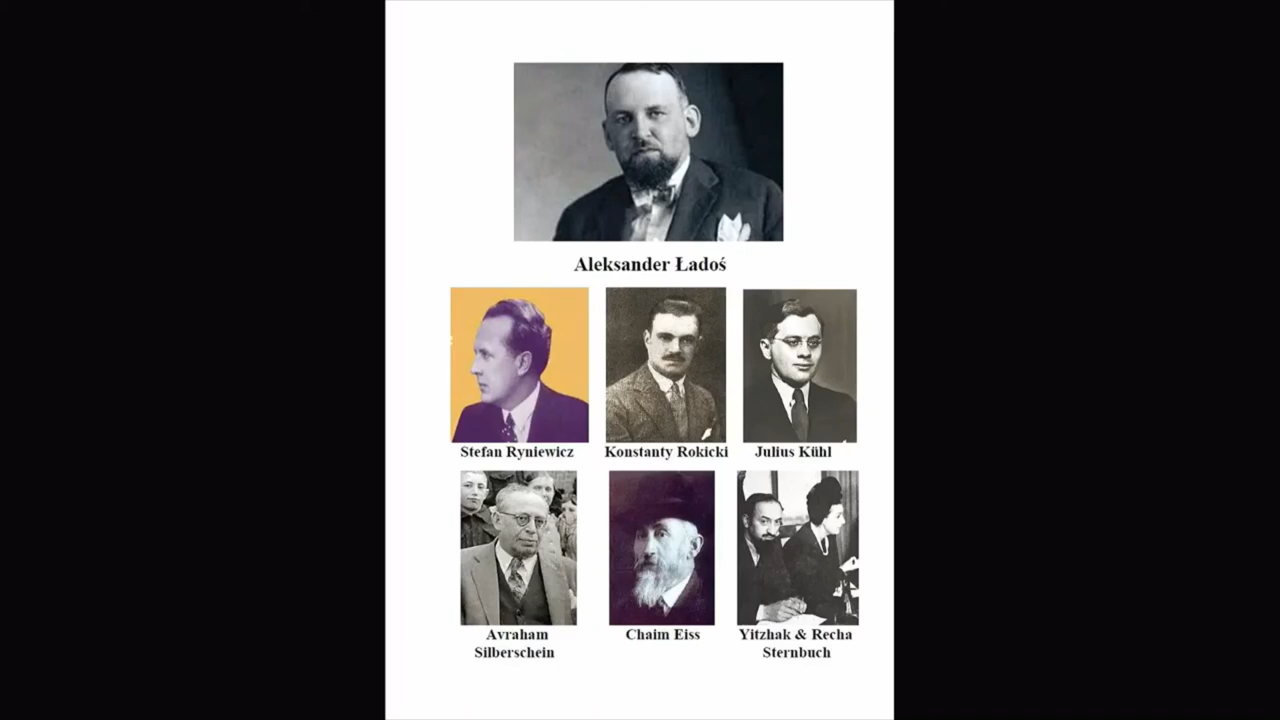 Aleksander Ładoś
Stefan Ryniewicz
Konstanty Rokicki
Julius Kühl
Avraham
Silberschein
Chaim Eiss
Yitzhak & Recha
Sternbuch